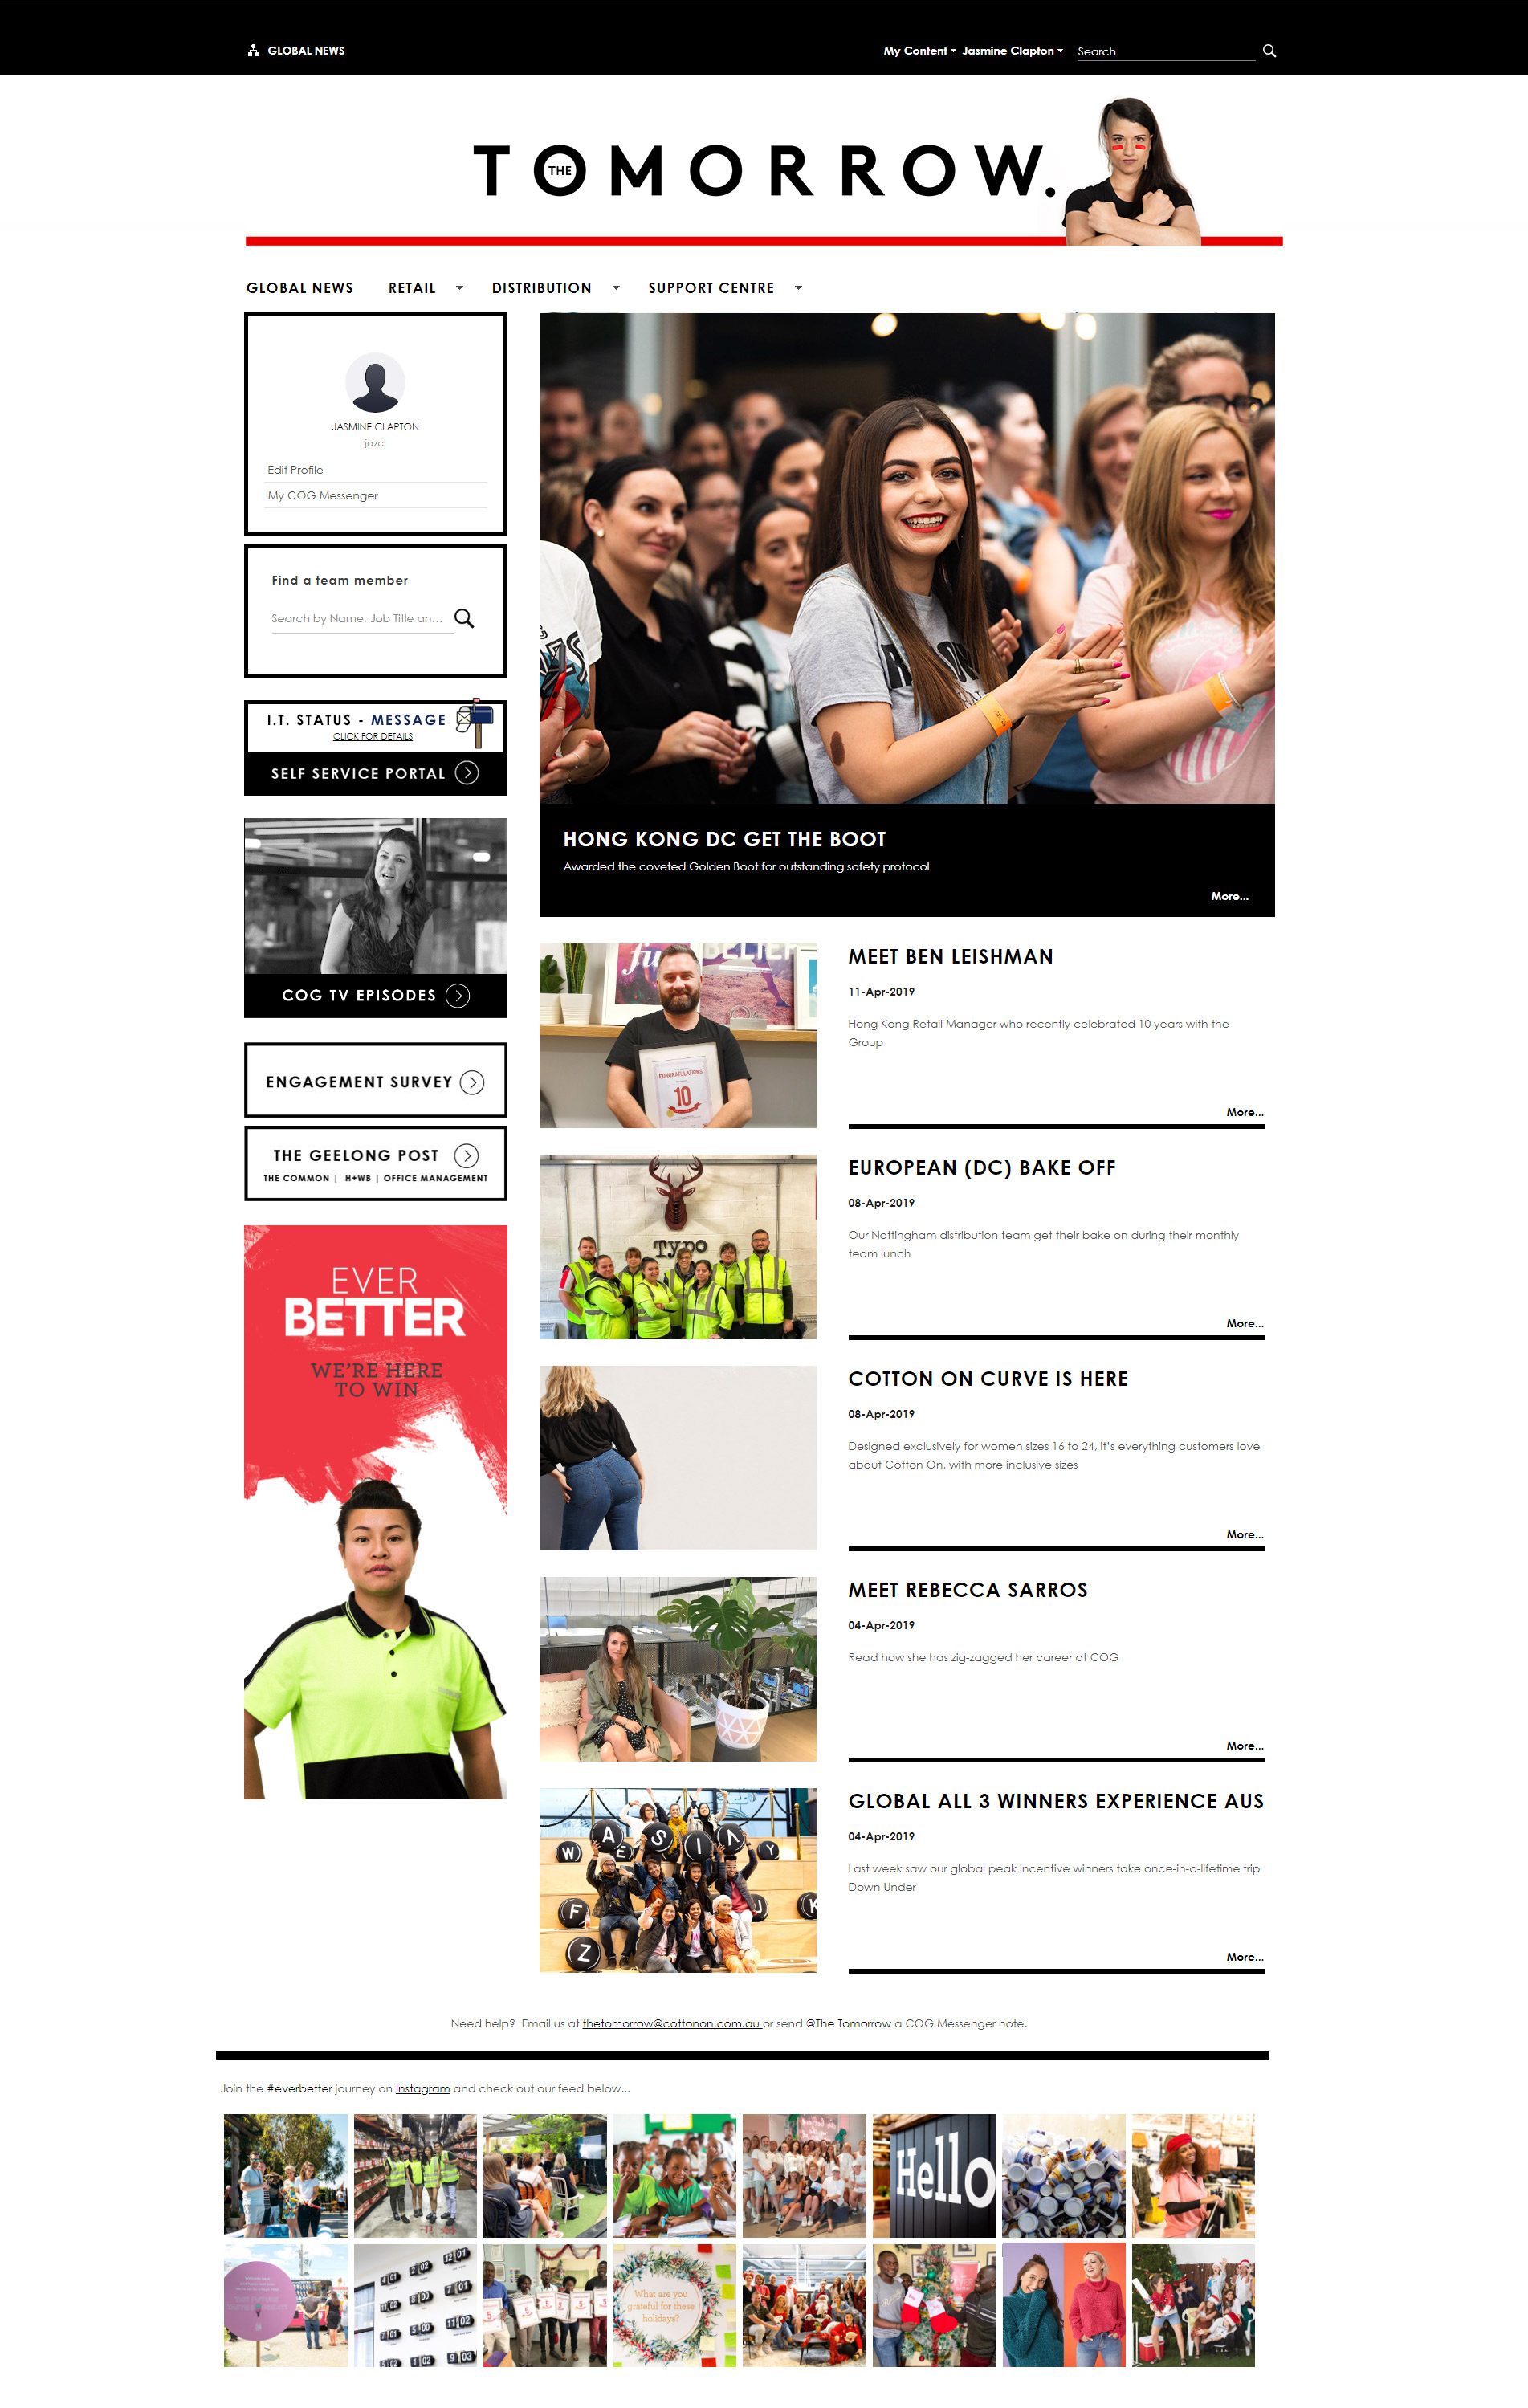 GLOBAL NEWS
My Content Jasmine Clapton Search
THE
TOMORROW.
GLOBAL NEWS RETAIL DISTRIBUTION SUPPORT CENTRE
JASMINE CLAPTON
jazcl
Edit Profile
My COG Messenger
Find a team member
Search by Name, Job Title an...
I.T. STATUS - MESSAGE
CLICK FOR DETAILS
SELF SERVICE PORTAL
COG TV EPISODES
ENGAGEMENT SURVEY
THE GEELONG POST
THE COMMON | H+WB | OFFICE MANAGEMENT
EVER
BETTER
WE'RE HERE
TO WIN
HONG KONG DC GET THE BOOT
Awarded the coveted Golden Boot for outstanding safety protocol
More...
BELIEF
CONGRATULATIONS
10
MEET BEN LEISHMAN
11-Apr-2019
Hong Kong Retail Manager who recently celebrated 10 years with the
Group
More...
Typo
EUROPEAN (DC) BAKE OFF
08-Apr-2019
Our Nottingham distribution team get their bake on during their monthly
team lunch
More...
COTTON ON CURVE IS HERE
08-Apr-2019
Designed exclusively for women sizes 16 to 24, it's everything customers love
about Cotton On, with more inclusive sizes
More...
MEET REBECCA SARROS
04-Apr-2019
Read how she has zig-zagged her career at COG
More...
A S I A
W E Y
F J K
Z
GLOBAL ALL 3 WINNERS EXPERIENCE AUS
04-Apr-2019
Last week saw our global peak incentive winners take once-in-a-lifetime trip
Down Under
More...
Need help? Email us at thetomorrow@cottonon.com.au or send @The Tomorrow a COG Messenger note.
Join the #everbetter journey on Instagram and check out our feed below...
Hello
What are you
grateful for these
holidays?